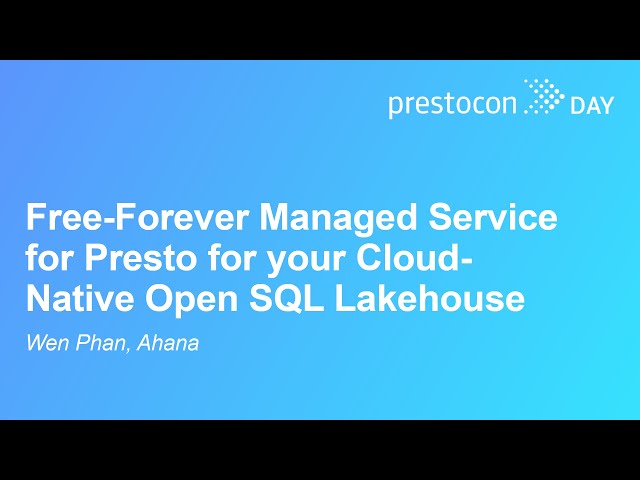 prestocon DAY
Free-Forever Managed Service
for Presto for your Cloud-
Native Open SQL Lakehouse
Wen Phan, Ahana